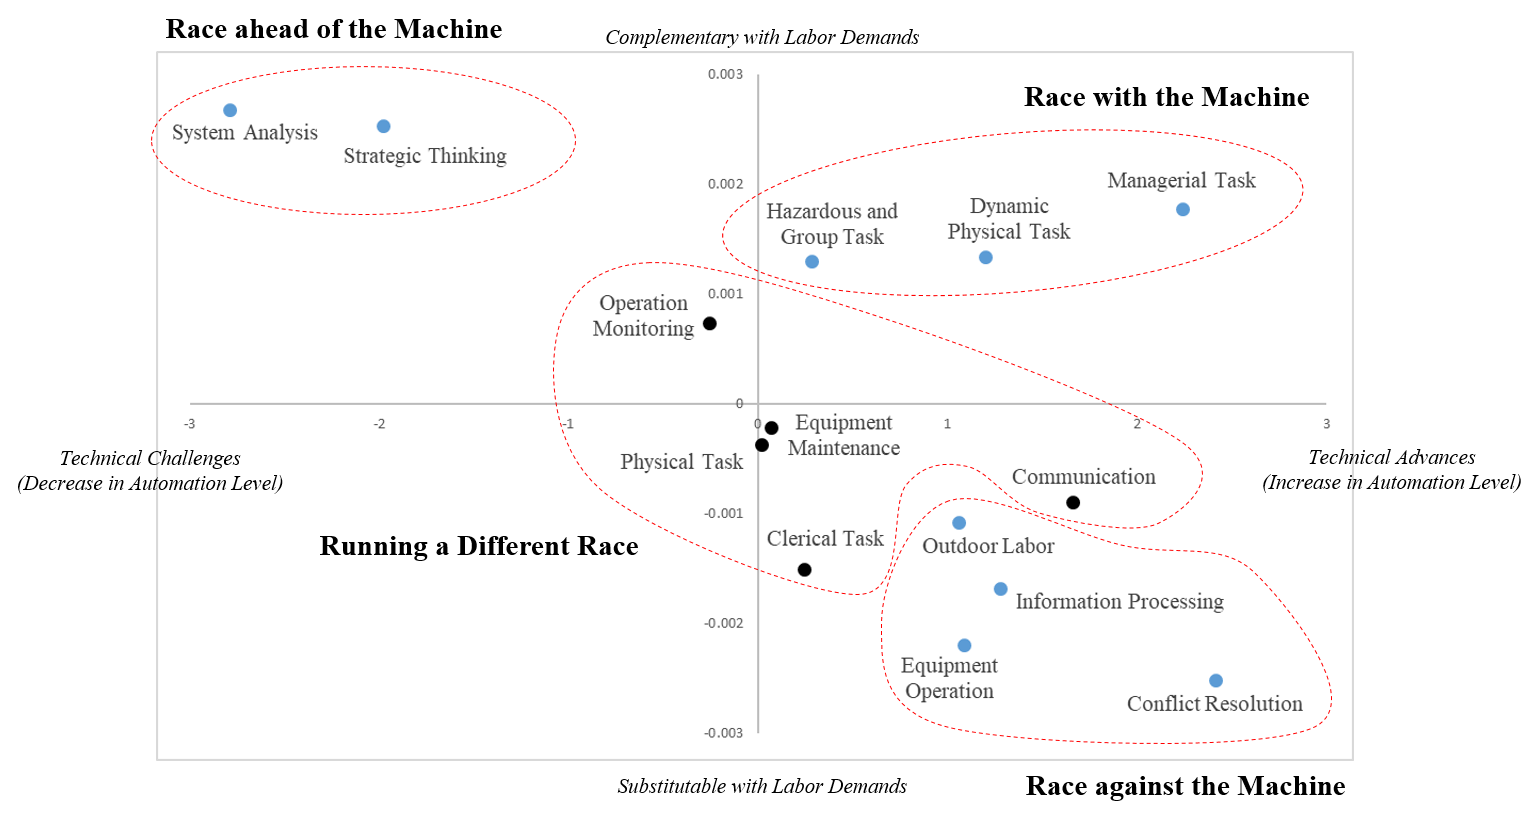 Race ahead of the Machine
Complementary with Labor Demands
0.003
Race with the Machine
System Analysis
Strategic Thinking
0.002
Managerial Task
Hazardous and
Group Task
Dynamic
Physical Task
0.001
Operation
Monitoring
0
-3
-2
-1
0
1
2
3
Equipment
Maintenance
Technical Challenges
(Decrease in Automation Level)
Physical Task
Technical Advances
(Increase in Automation Level)
Communication
-0.001
Running a Different Race
Clerical Task
Outdoor Labor
Information Processing
-0.002
Equipment
Operation
Conflict Resolution
-0.003
Substitutable with Labor Demands
Race against the Machine